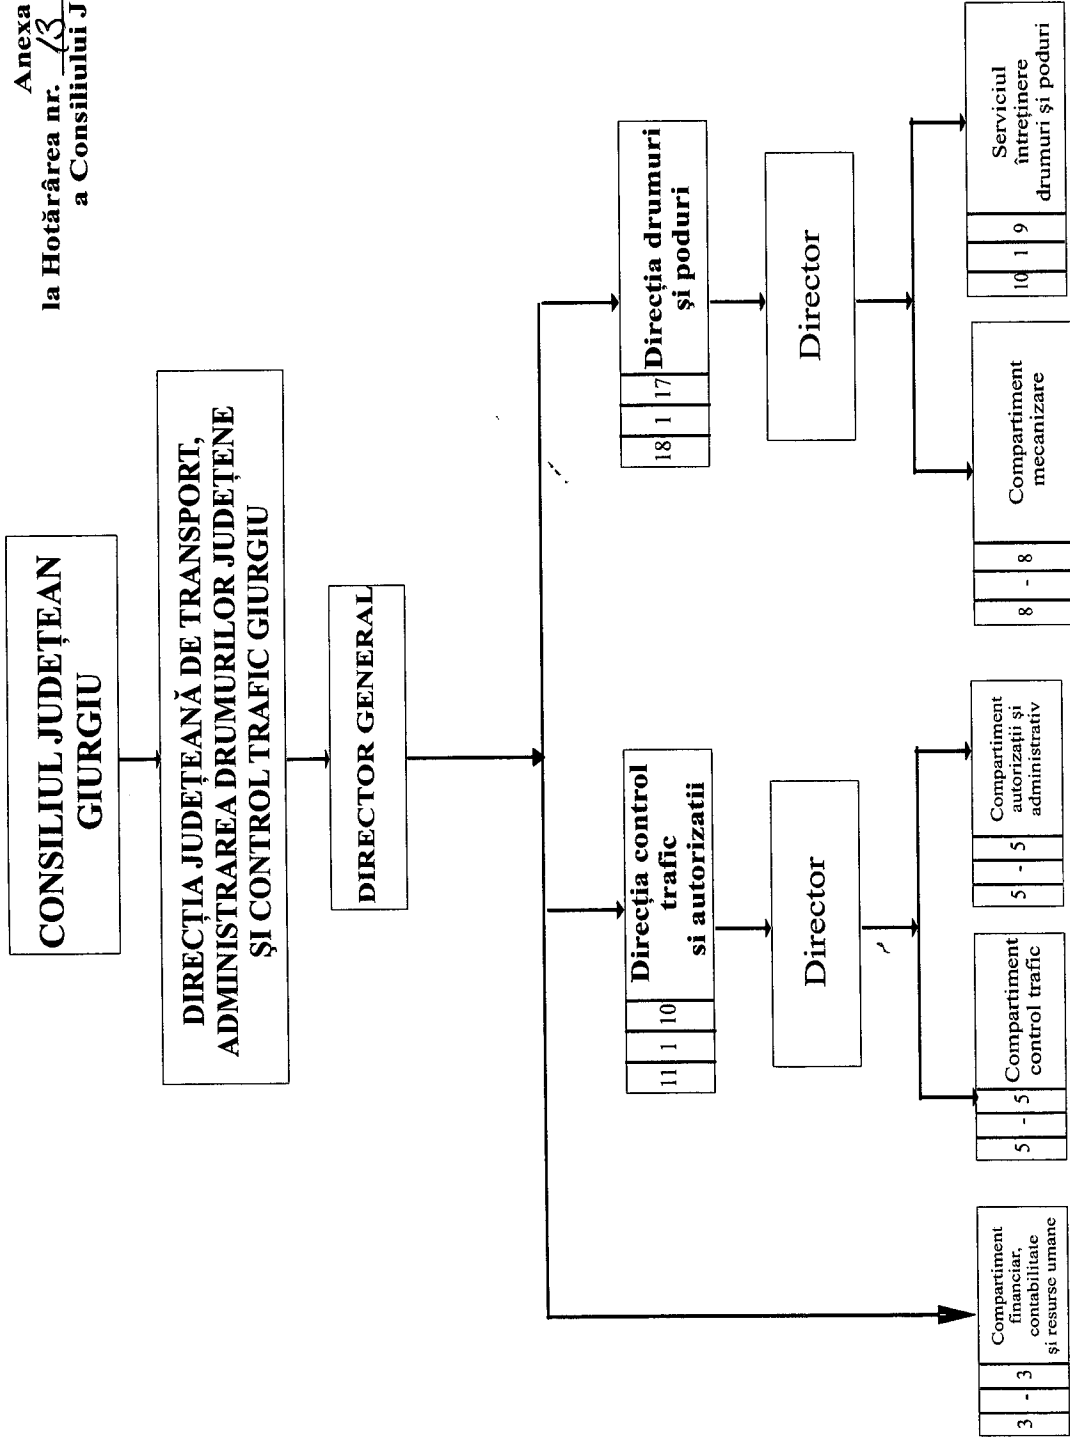 Anexa
la Hotărârea nr. 13
a Consiliului J
CONSILIUL JUDEȚEAN
GIURGIU
DIRECȚIA JUDEȚEANĂ DE TRANSPORT,
ADMINISTRAREA DRUMURILOR JUDEȚENE
ȘI CONTROL TRAFIC GIURGIU
DIRECTOR GENERAL
11 1 10
Direcția control
trafic
si autorizatii
18 1 17
Direcția drumuri
și poduri
Director
Director
3 - 3
Compartiment
financiar,
contabilitate
și resurse umane
5 - 5
Compartiment
control trafic
5 - 5
Compartiment
autorizații și
administrativ
8 - 8
Compartiment
mecanizare
10 1 9
Serviciul
întreținere
drumuri și poduri